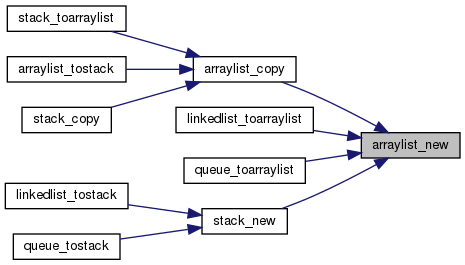 stack_toarraylist
arraylist_tostack
arraylist_copy
stack_copy
linkedlist_toarraylist
arraylist_new
queue_toarraylist
linkedlist_tostack
stack_new
queue_tostack